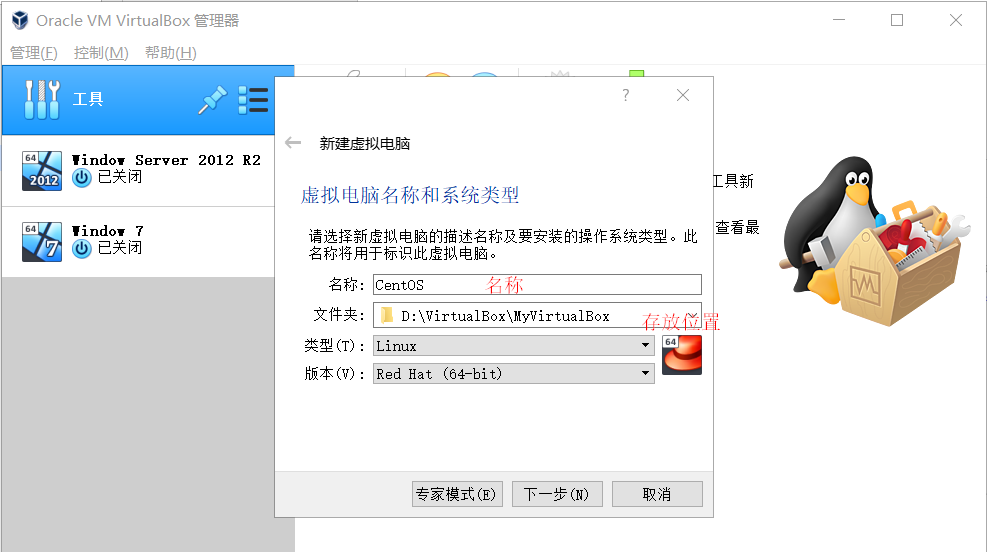 Oracle VM VirtualBox 管理器
管理(F) 控制(M) 帮助(H)
工具
64
2012
Window Server 2012 R2
已关闭
64
7
Window 7
已关闭
工具新
查看最
?
新建虚拟电脑
虚拟电脑名称和系统类型
请选择新虚拟电脑的描述名称及要安装的操作系统类型。此
名称将用于标识此虚拟电脑。
名称: CentOS 名称
文件夹: D:\VirtualBox\MyVirtualBox 存放位置
类型(T): Linux
64
版本(V): Red Hat (64-bit)
专家模式(E) 下一步(N) 取消